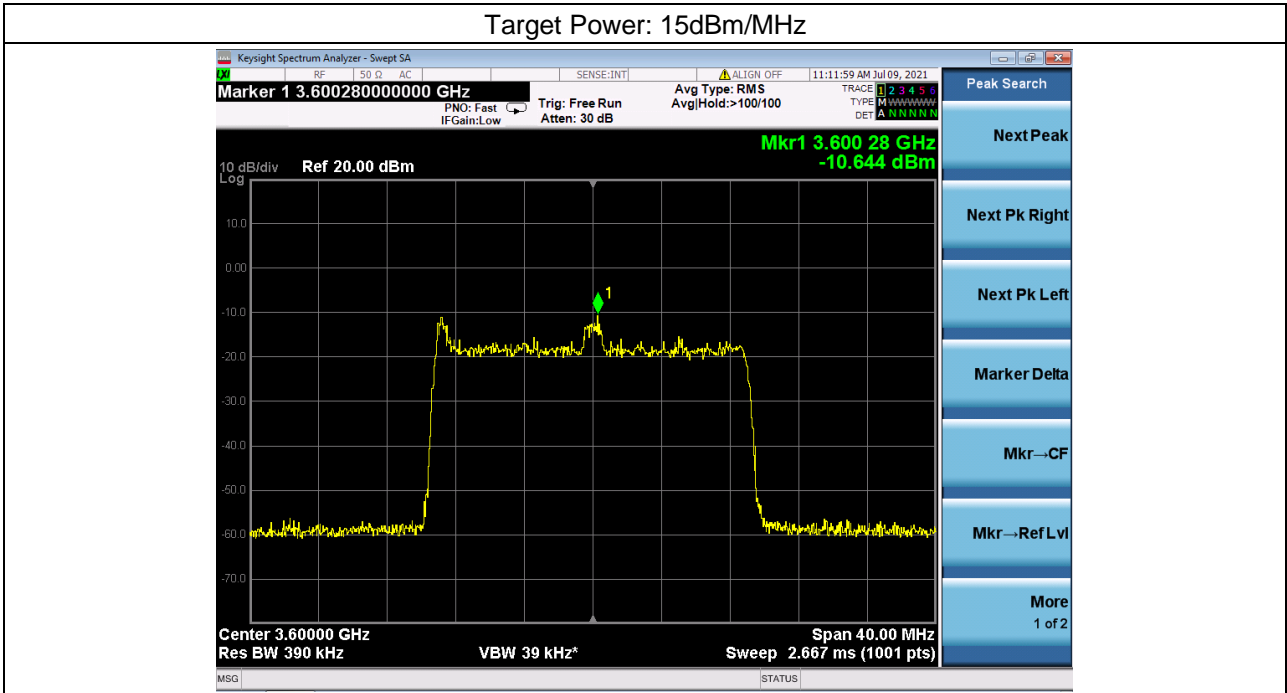 Target Power: 15dBm/MHz
Keysight Spectrum Analyzer - Swept SA
LXI RF 50 Ω AC SENSE:INT ALIGN OFF 11:11:59 AM Jul 09, 2021
Marker 1 3.600280000000 GHz
PNO: Fast
IFGain:Low
Trig: Free Run
Atten: 30 dB
Avg Type: RMS
Avg|Hold:>100/100
TRACE 1 2 3 4 5 6
TYPE M WWWWW
DET A N N N N N
Peak Search
Mkr1 3.600 28 GHz
-10.644 dBm
10 dB/div Ref 20.00 dBm
Log
10.0
0.00
-10.0
-20.0
-30.0
-40.0
-50.0
-60.0
-70.0
1
Center 3.60000 GHz Span 40.00 MHz
Res BW 390 kHz VBW 39 kHz* Sweep 2.667 ms (1001 pts)
Next Peak
Next Pk Right
Next Pk Left
Marker Delta
Mkr→CF
Mkr→Ref Lvl
More
1 of 2
MSG STATUS